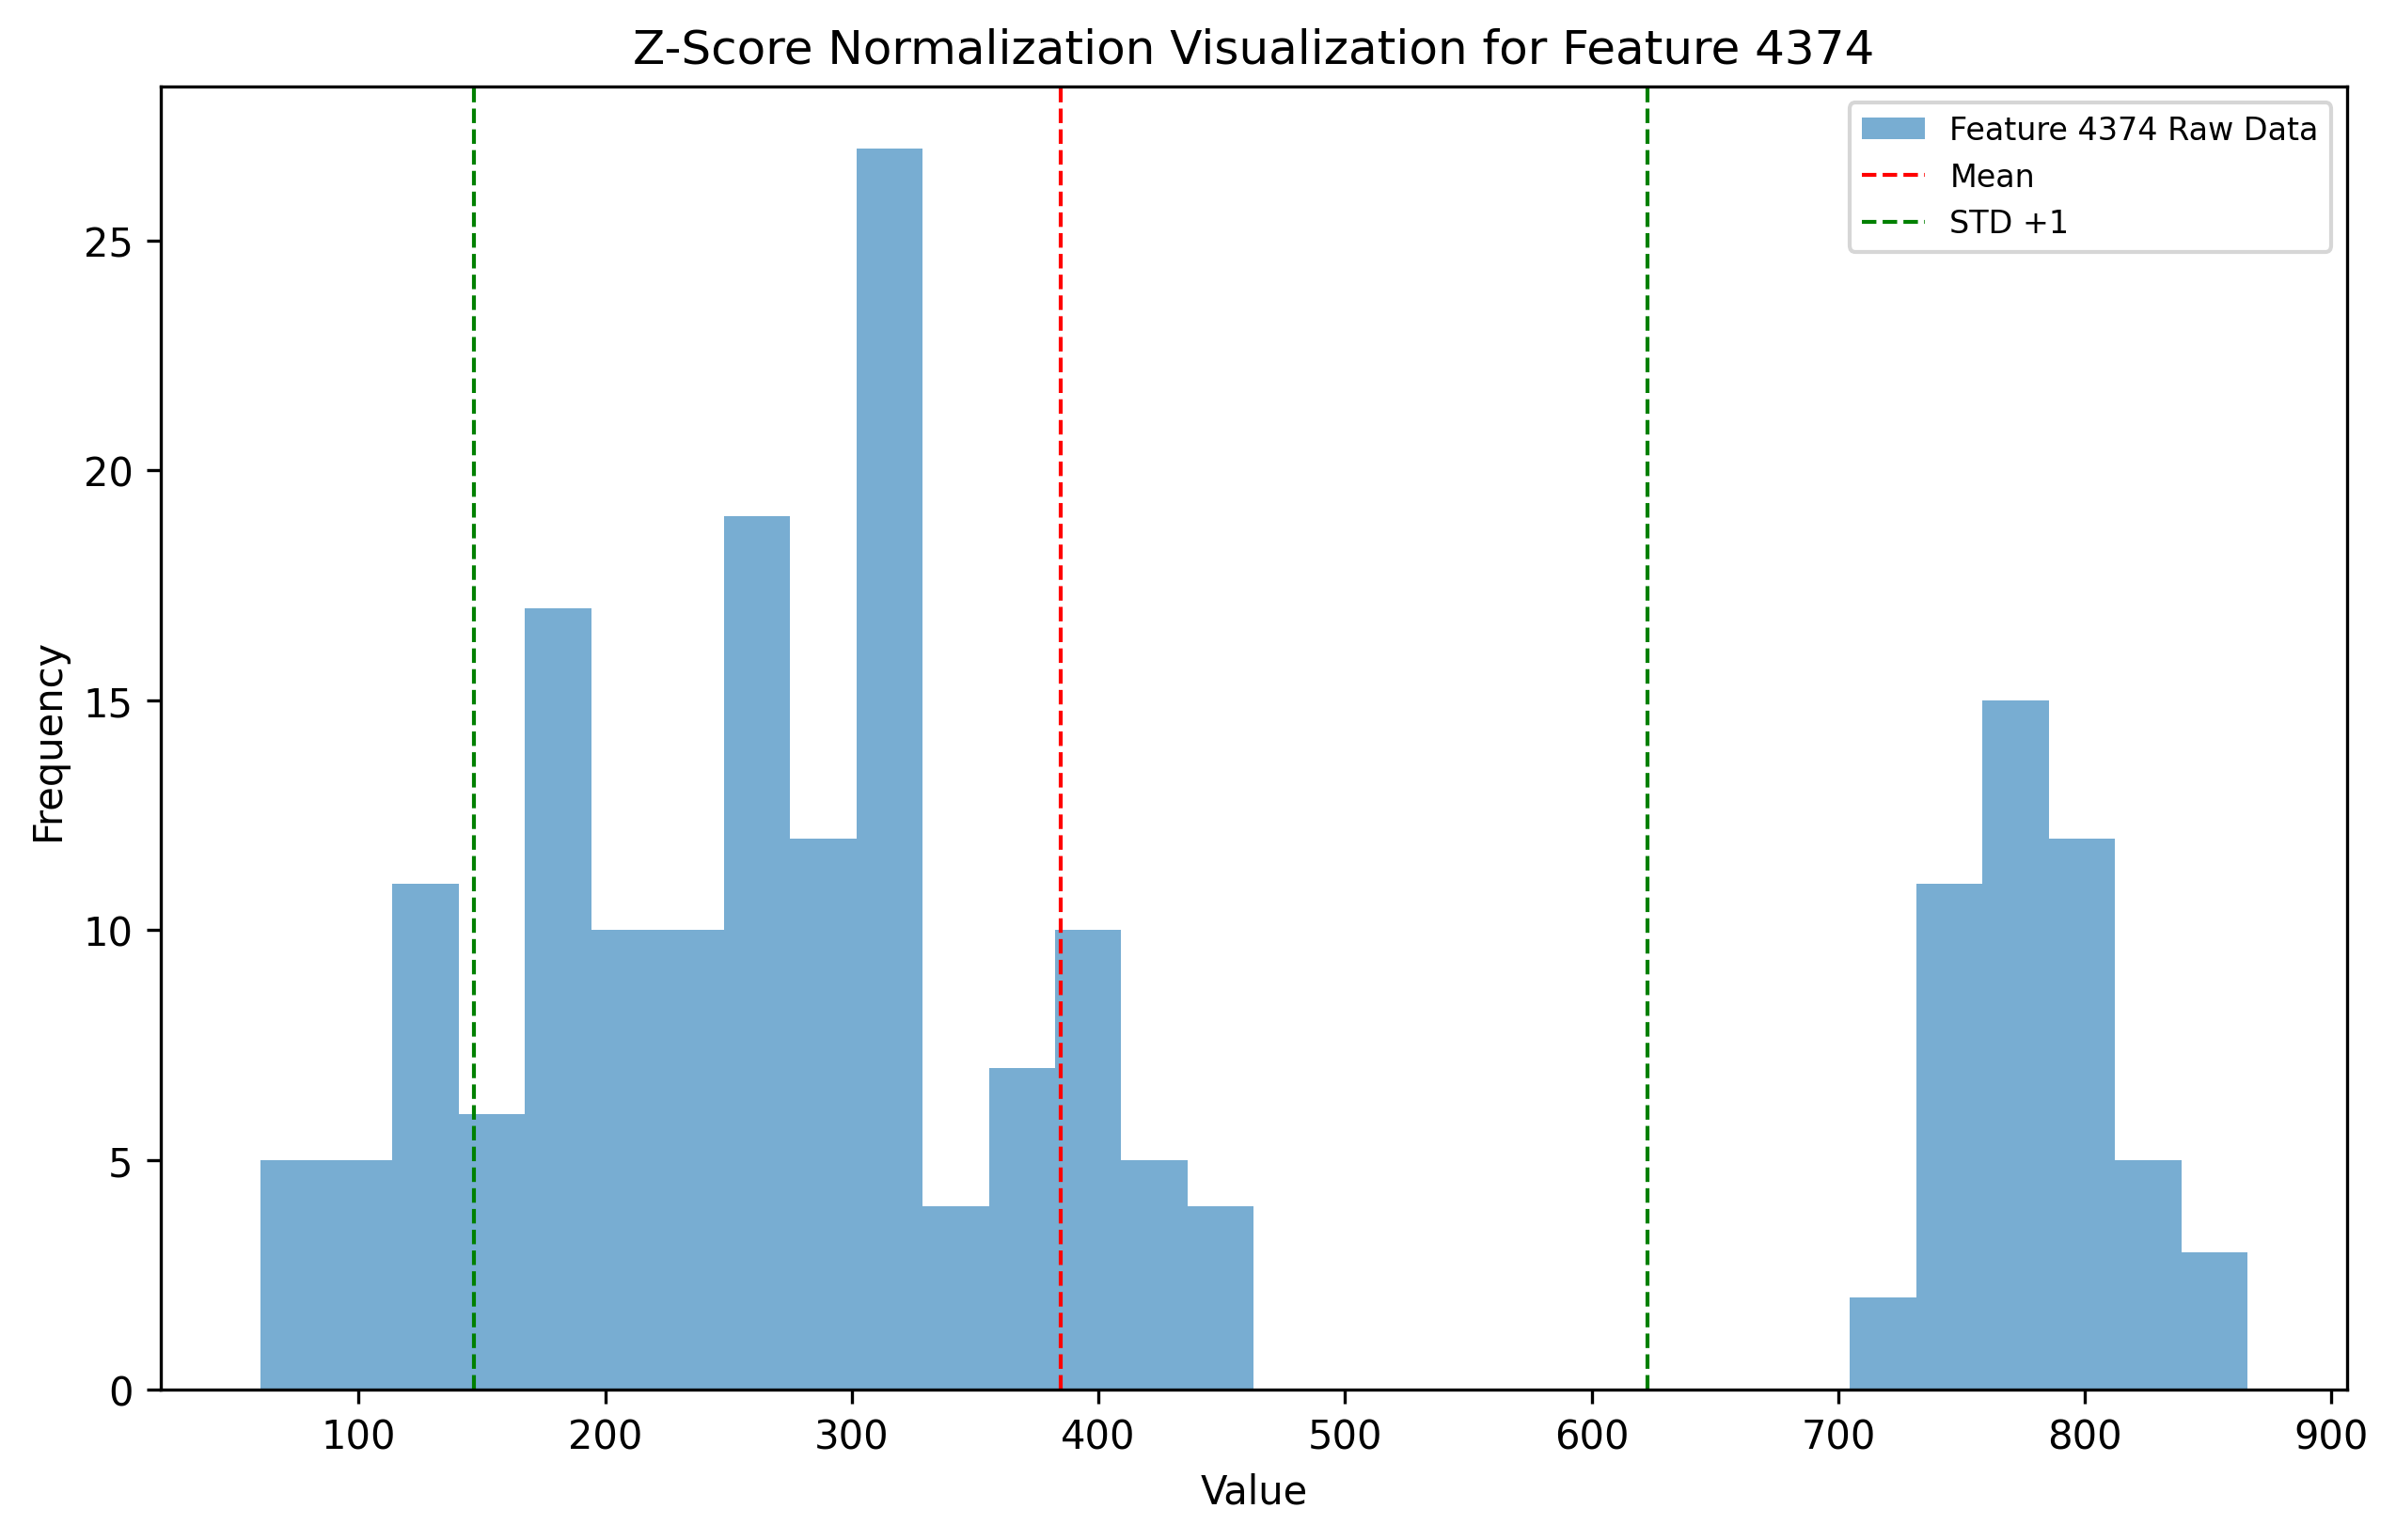 Z-Score Normalization Visualization for Feature 4374
Feature 4374 Raw Data
Mean
STD +1
25
20
15
10
5
0
Frequency
100 200 300 400 500 600 700 800 900
Value